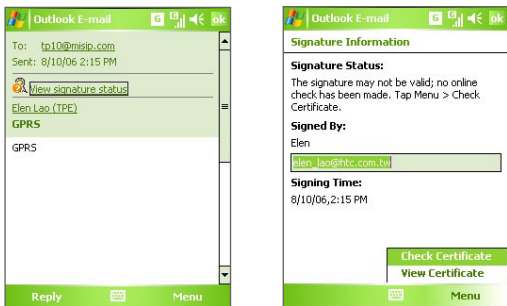 Outlook E-mail
G
ok
To: tp10@misip.com
Sent: 8/10/06 2:15 PM
View signature status
Elen Lao (TPE)
GPRS
GPRS
Reply
Menu
Outlook E-mail
G
ok
Signature Information
Signature Status:
The signature may not be valid; no online
check has been made. Tap Menu > Check
Certificate.
Signed By:
Elen
elen_lao@htc.com.tw
Signing Time:
8/10/06,2:15 PM
Check Certificate
View Certificate
Menu